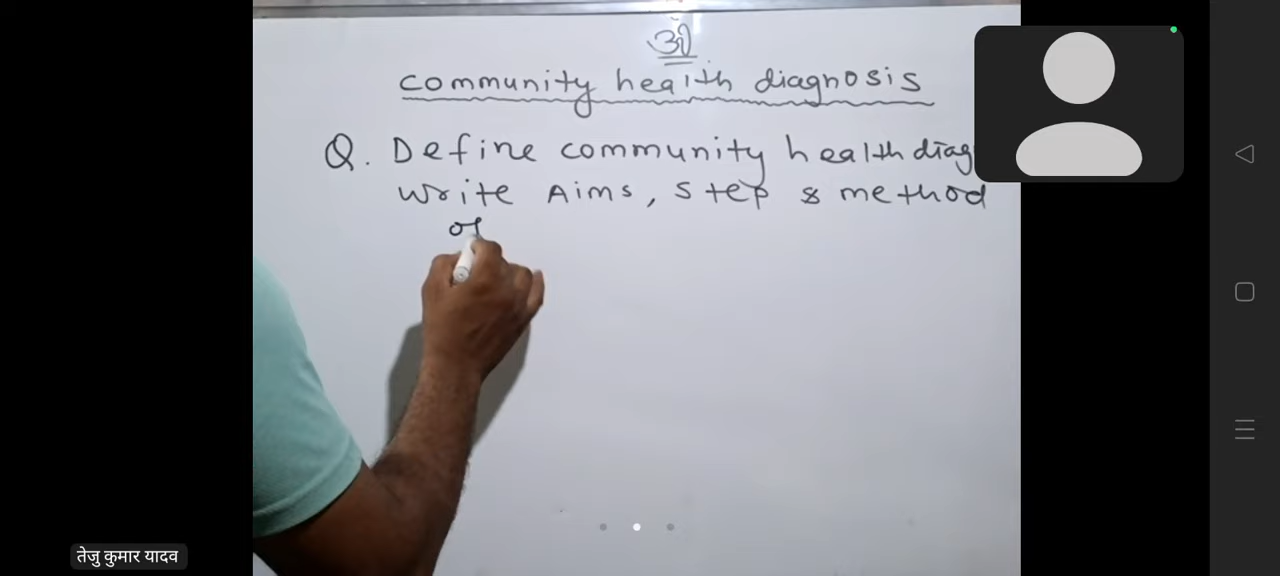 ओं
Community health diagnosis
Q. Define community health diag
write Aims, step & method
of
तेजु कुमार यादव